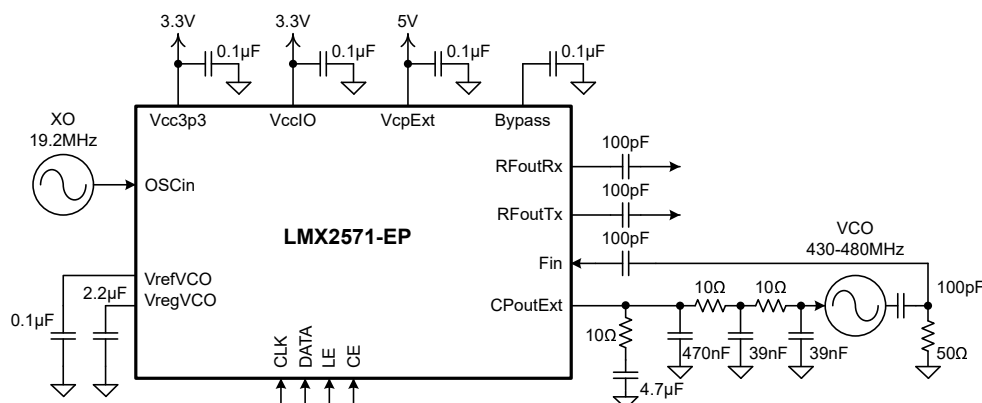 3.3V
3.3V
5V
0.1µF
0.1µF
0.1µF
0.1µF
XO
19.2MHz
Vcc3p3
VccIO
VcpExt
Bypass
100pF
RFoutRx
OSCin
100pF
RFoutTx
LMX2571-EP
100pF
VCO
430-480MHz
Fin
VrefVCO
2.2µF
VregVCO
10Ω
10Ω
100pF
CPoutExt
0.1µF
10Ω
470nF
39nF
39nF
50Ω
4.7µF
CLK
DATA
LE
CE